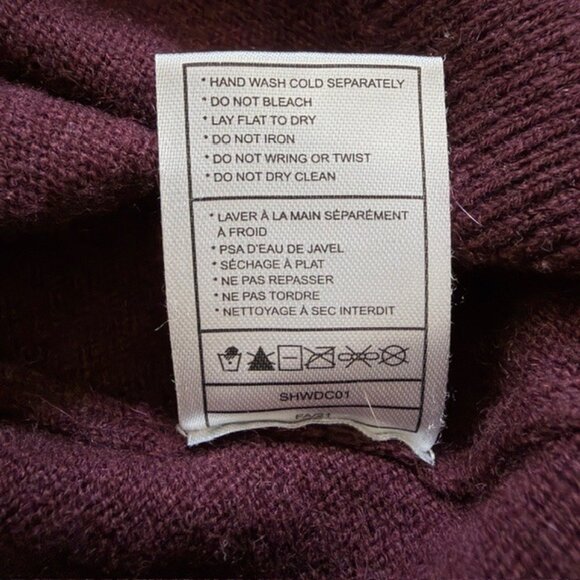 * HAND WASH COLD SEPARATELY
* DO NOT BLEACH
* LAY FLAT TO DRY
* DO NOT IRON
* DO NOT WRING OR TWIST
* DO NOT DRY CLEAN
* LAVER À LA MAIN SÉPARÉMENT
À FROID
* PSA D'EAU DE JAVEL
* SÉCHAGE À PLAT
* NE PAS REPASSER
* NE PAS TORDRE
* NETTOYAGE À SEC INTERDIT
SHWDC01